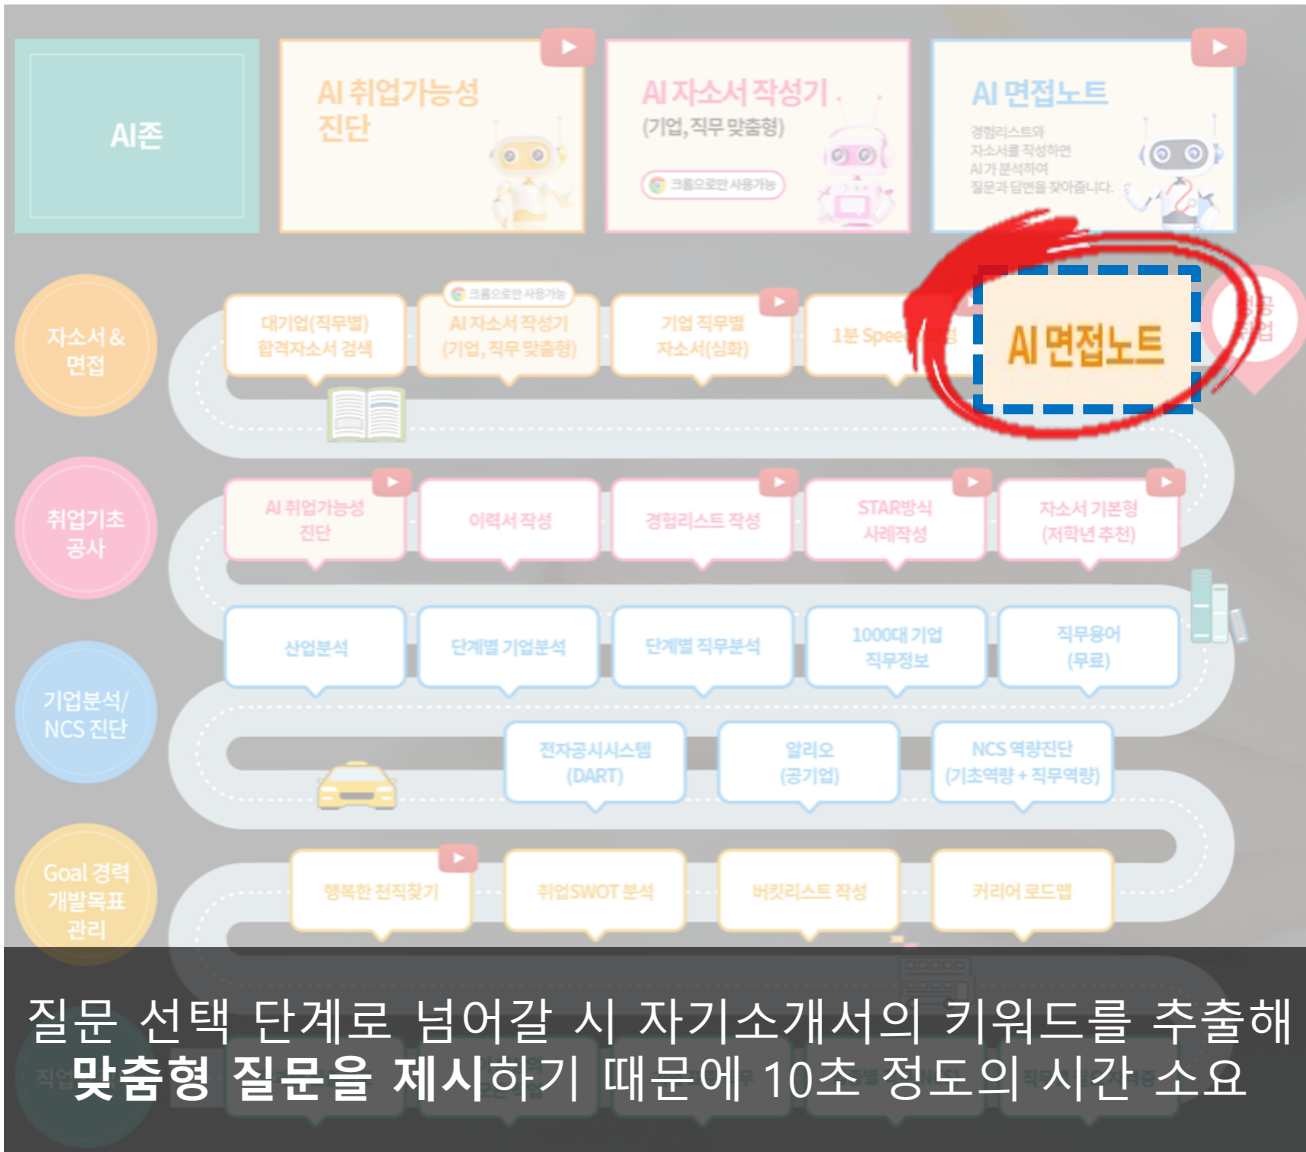 AI존
AI 취업가능성
진단
AI 자소서 작성기
(기업, 직무 맞춤형)
크롬으로만 사용가능
AI 면접노트
경험리스트와
자소서를 작성하면
AI가 분석하여
질문과 답변을 찾아줍니다.
자소서 &
면접
대기업(직무별)
합격자소서 검색
크롬으로만 사용가능
AI 자소서 작성기
(기업, 직무 맞춤형)
기업 직무별
자소서(심화)
1분 Spee
AI 면접노트
취업기초
공사
AI 취업가능성
진단
이력서 작성
경험리스트 작성
STAR방식
사례작성
자소서 기본형
(저학년 추천)
기업분석/
NCS 진단
산업분석
단계별 기업분석
단계별 직무분석
1000대 기업
직무정보
직무용어
(무료)
전자공시시스템
(DART)
알리오
(공기업)
NCS 역량진단
(기초역량 + 직무역량)
Goal 경력
개발목표
관리
행복한 천직찾기
취업SWOT 분석
버킷리스트 작성
커리어 로드맵
질문 선택 단계로 넘어갈 시 자기소개서의 키워드를 추출해
맞춤형 질문을 제시하기 때문에 10초 정도의 시간 소요